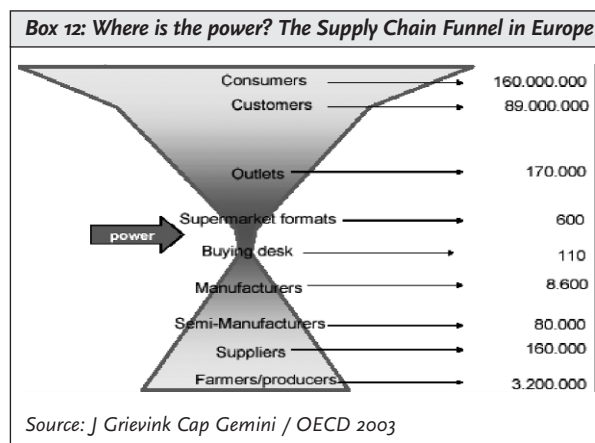 Box 12: Where is the power? The Supply Chain Funnel in Europe
Consumers 160.000.000
Customers 89.000.000
Outlets 170.000
Supermarket formats 600
power
Buying desk 110
Manufacturers 8.600
Semi-Manufacturers 80.000
Suppliers 160.000
Farmers/producers 3.200.000
Source: J Grievink Cap Gemini / OECD 2003